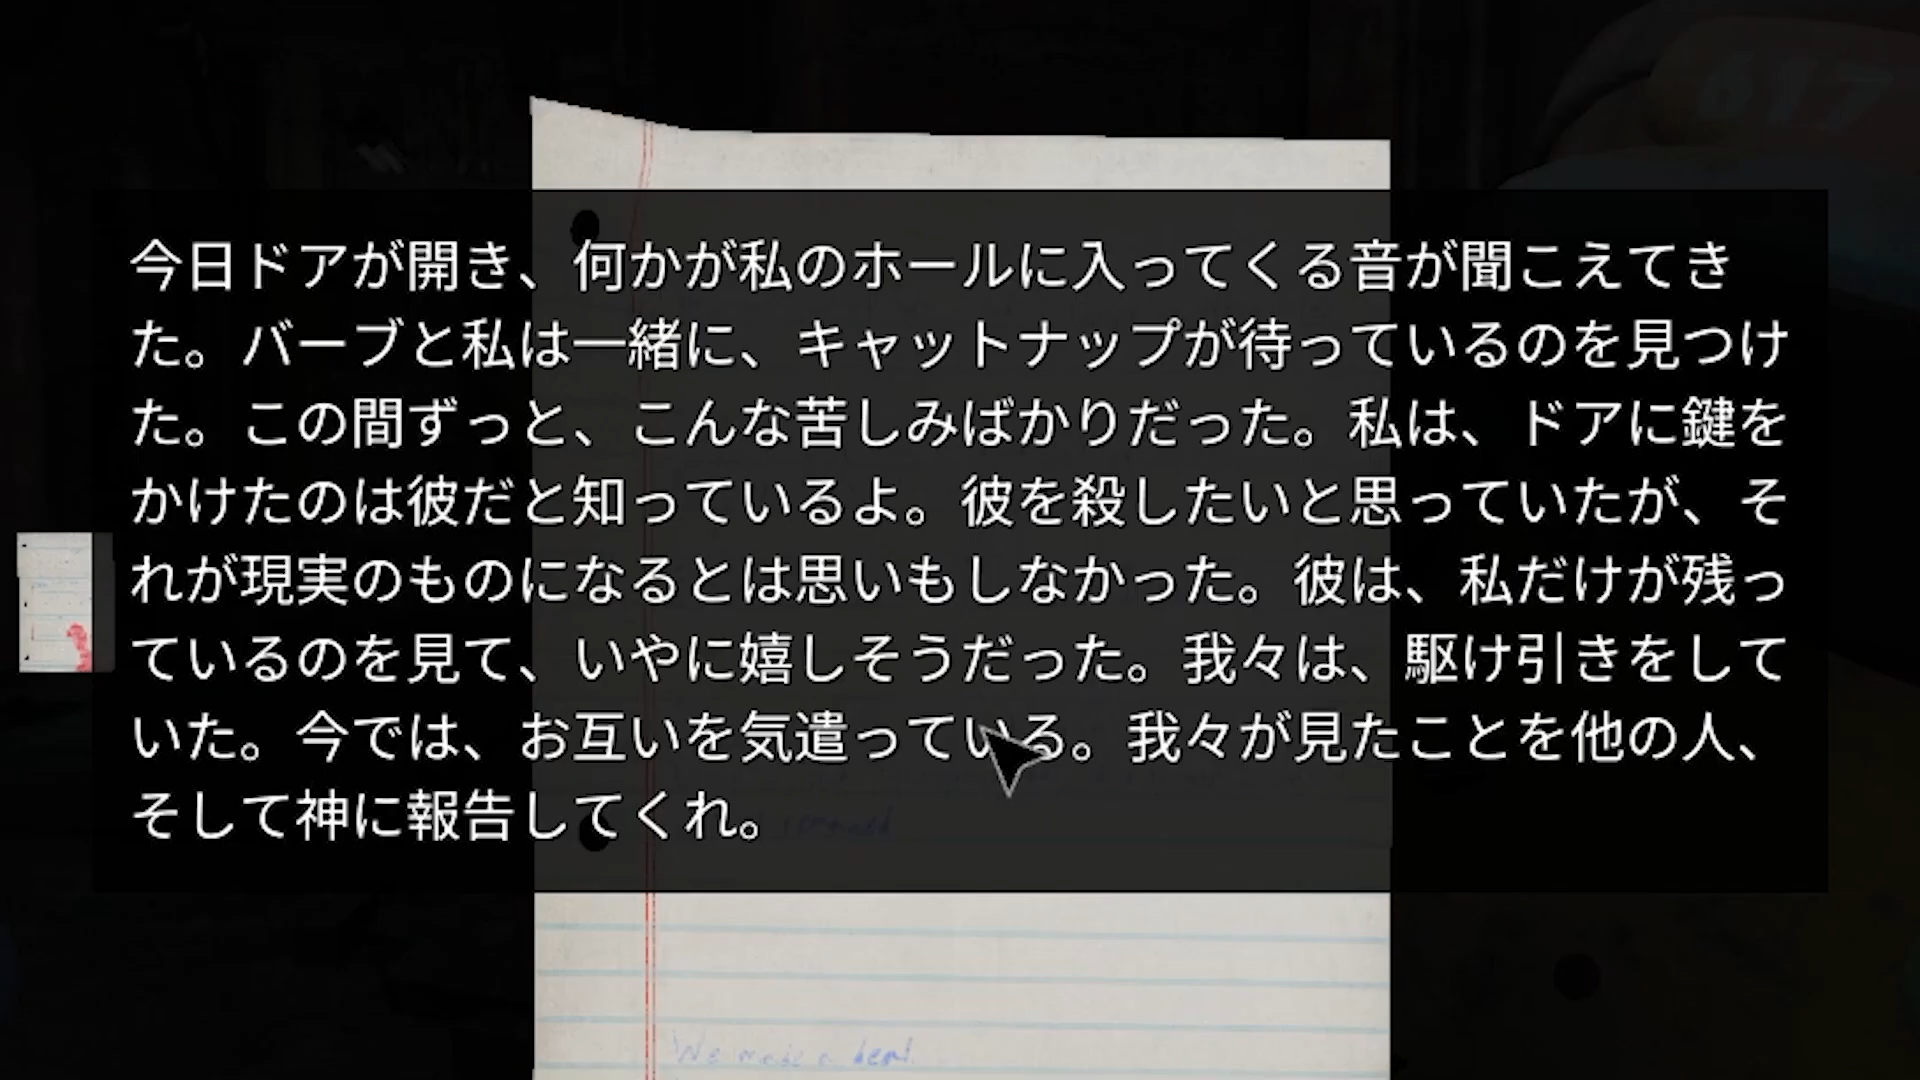 今日ドアが開き、何かが私のホールに入ってくる音が聞こえてき
た。バーブと私は一緒に、キャットナップが待っているのを見つけ
た。この間ずっと、こんな苦しみばかりだった。私は、ドアに鍵を
かけたのは彼だと知っているよ。彼を殺したいと思っていたが、そ
れが現実のものになるとは思いもしなかった。彼は、私だけが残っ
ているのを見て、いやに嬉しそうだった。我々は、駆け引きをして
いた。今では、お互いを気遣っている。我々が見たことを他の人、
そして神に報告してくれ。
We made a deal.